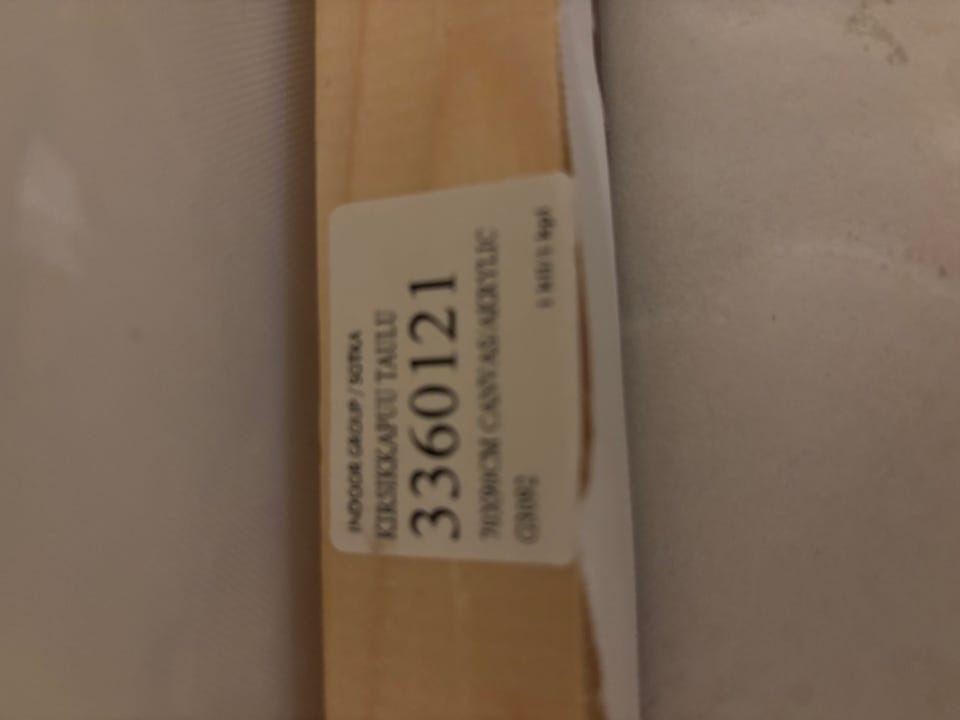 INDOOR GROUP / SOTKA
KIRSIKKAPUU TAULU
3360121
70X90CM CANVAS/AKRYLIC